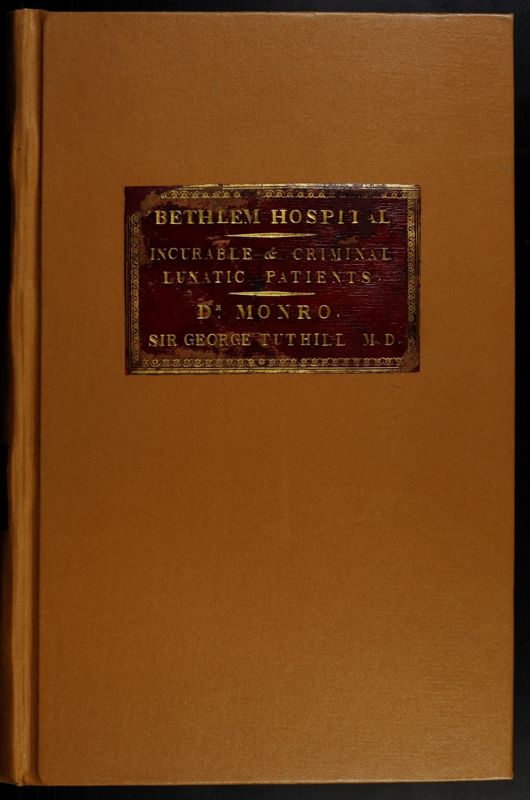 BETHLEM HOSPITAL
INCURABLE & CRIMINAL
LUNATIC PATIENTS.
DR. MONRO.
SIR GEORGE TUTHILL M.D.